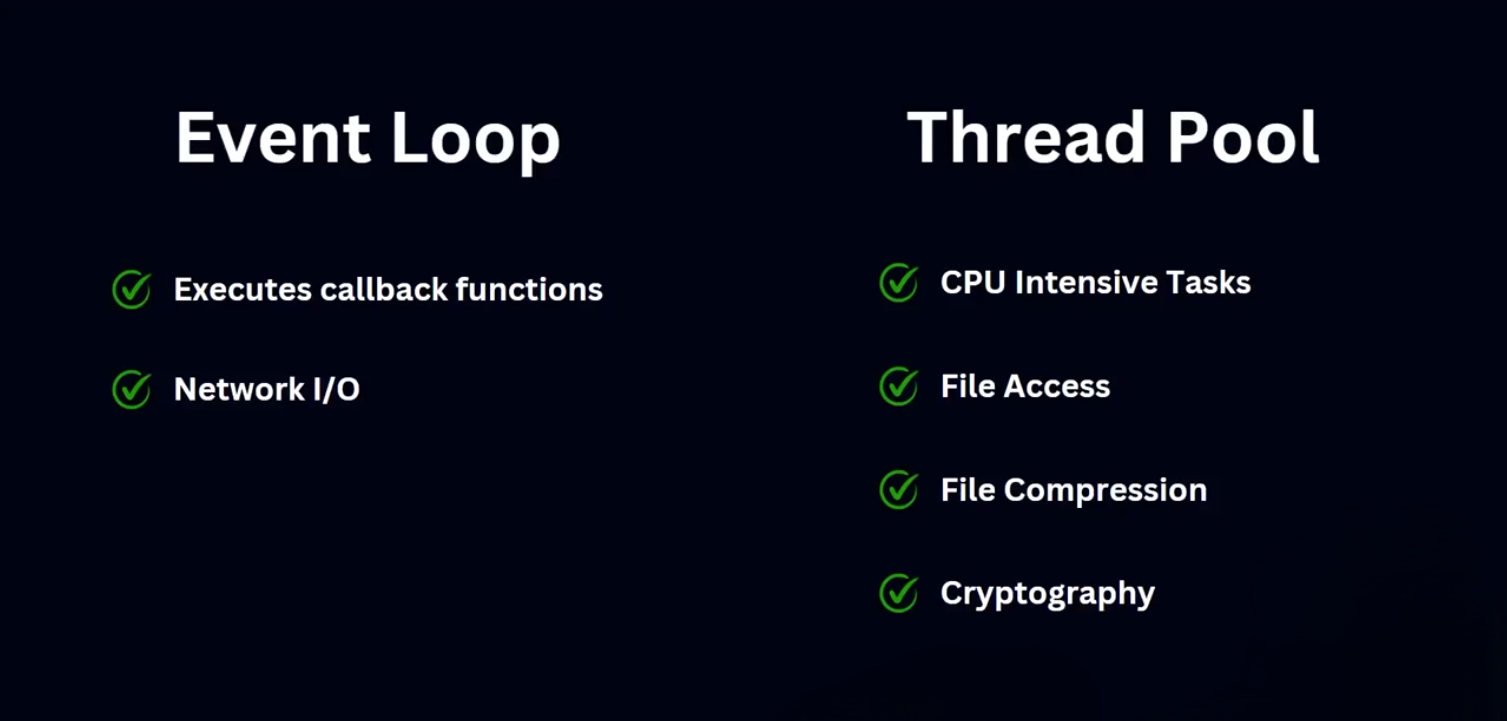 Event Loop
Executes callback functions
Network I/O
Thread Pool
CPU Intensive Tasks
File Access
File Compression
Cryptography